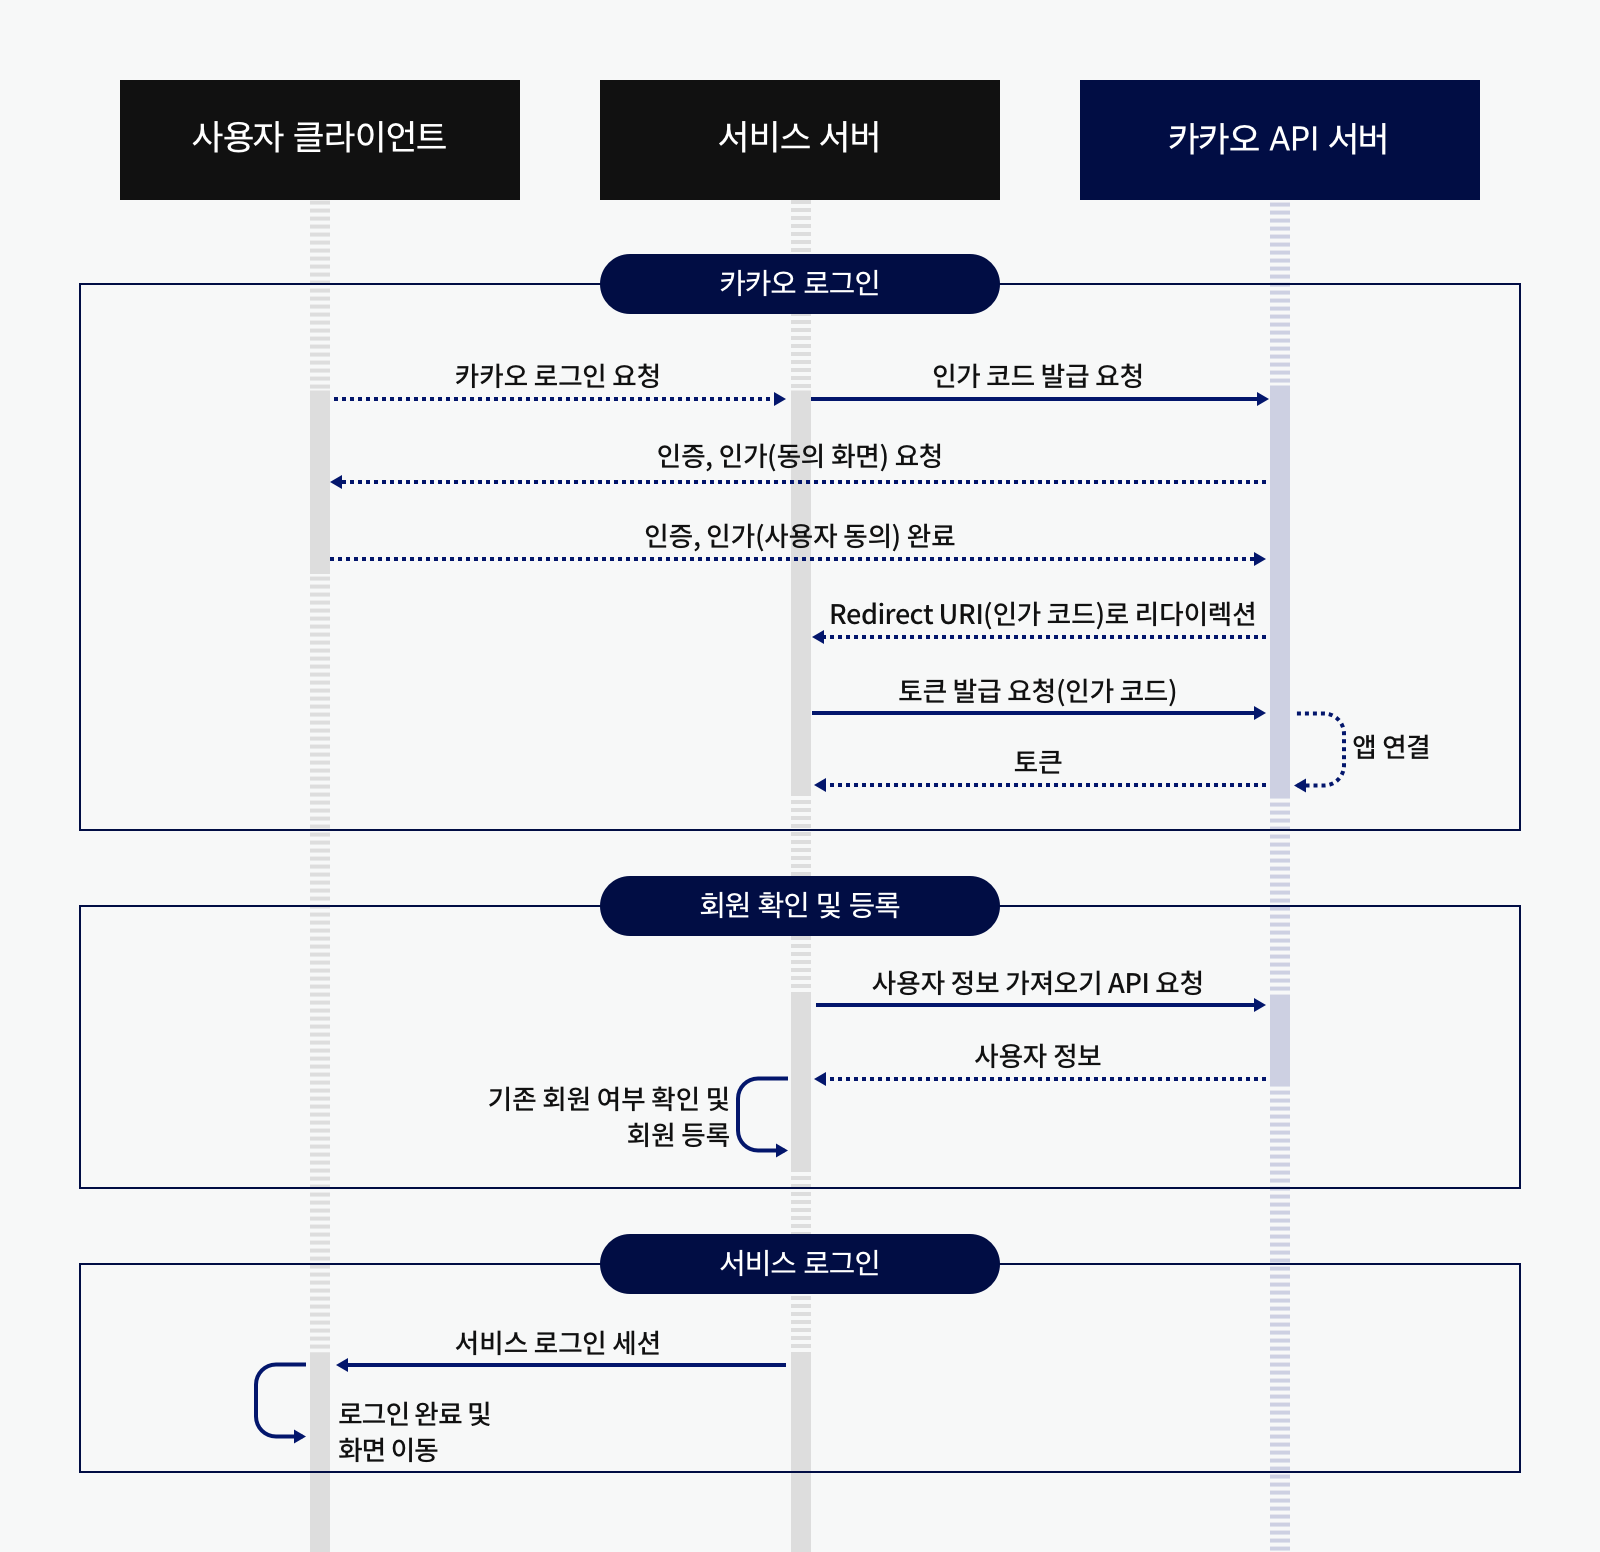 사용자 클라이언트
서비스 서버
카카오 API 서버
카카오 로그인
카카오 로그인 요청
인가 코드 발급 요청
인증, 인가(동의 화면) 요청
인증, 인가(사용자 동의) 완료
Redirect URI(인가 코드)로 리다이렉션
토큰 발급 요청(인가 코드)
앱 연결
토큰
회원 확인 및 등록
사용자 정보 가져오기 API 요청
사용자 정보
기존 회원 여부 확인 및
회원 등록
서비스 로그인
서비스 로그인 세션
로그인 완료 및
화면 이동